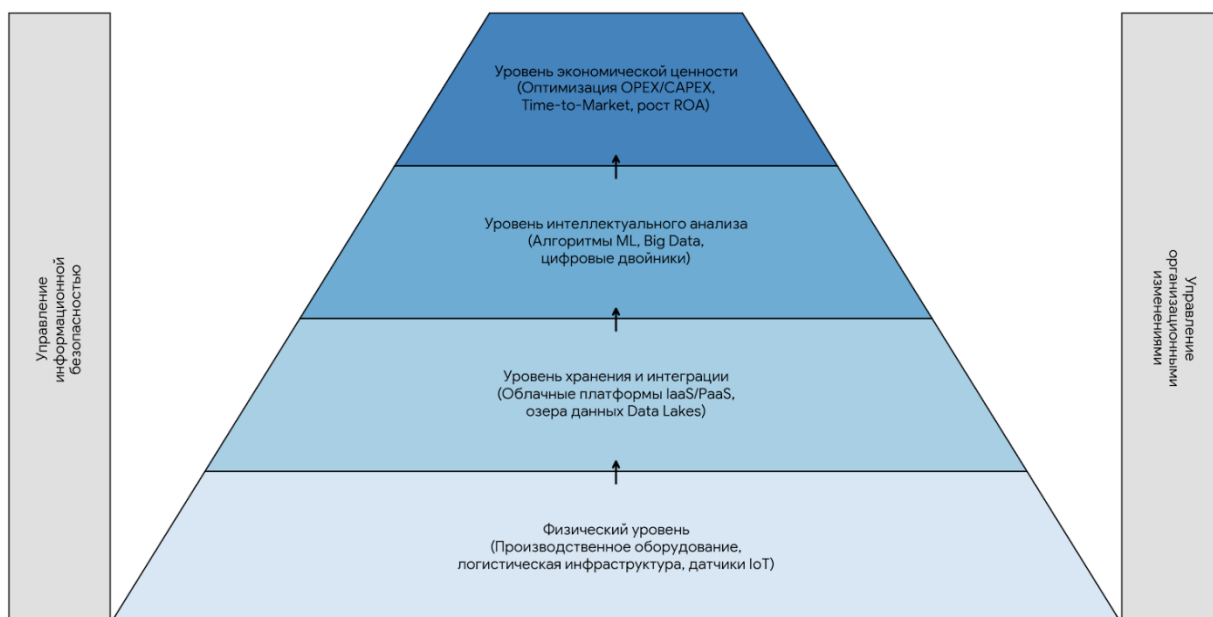 Управление
информационной
безопасностью
Уровень экономической ценности
(Оптимизация OPEX/CAPEX,
Time-to-Market, рост ROA)
Уровень интеллектуального анализа
(Алгоритмы ML, Big Data,
цифровые двойники)
Уровень хранения и интеграции
(Облачные платформы IaaS/PaaS,
озера данных Data Lakes)
Физический уровень
(Производственное оборудование,
логистическая инфраструктура, датчики IoT)
Управление
организационными
изменениями